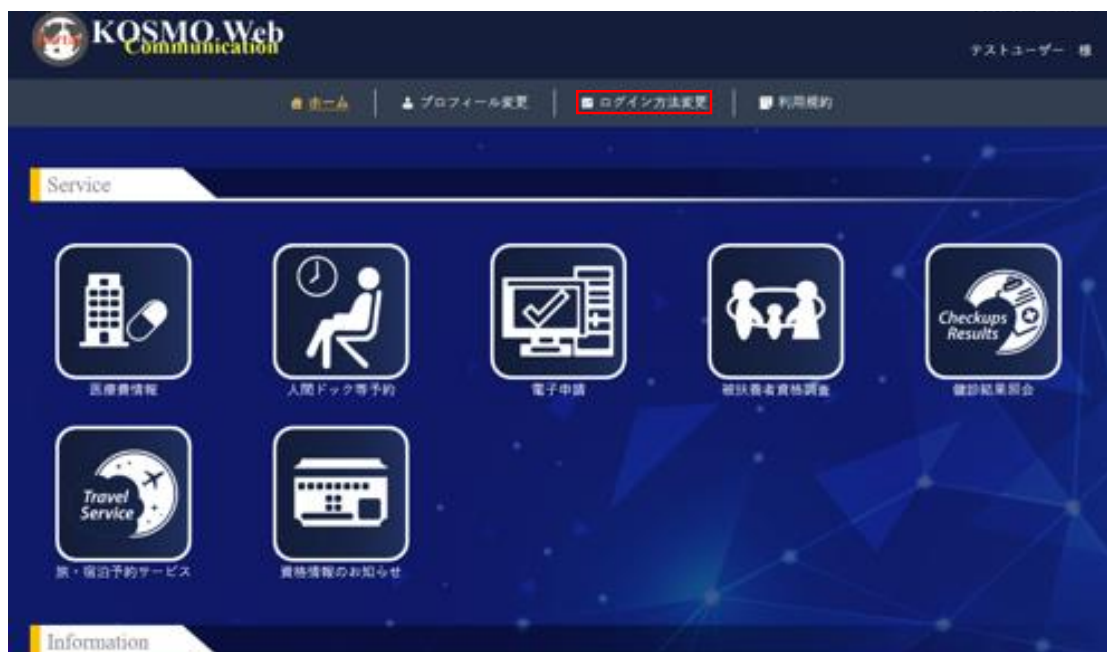 Portal
KOSMO Web
Communication
テストユーザー 様
ホーム
プロフィール変更
ログイン方法変更
利用規約
Service
医療費情報
人間ドック等予約
電子申請
被扶養者資格調査
Checkups
Results
健診結果照会
Travel
Service
旅・宿泊予約サービス
資格情報のお知らせ
Information